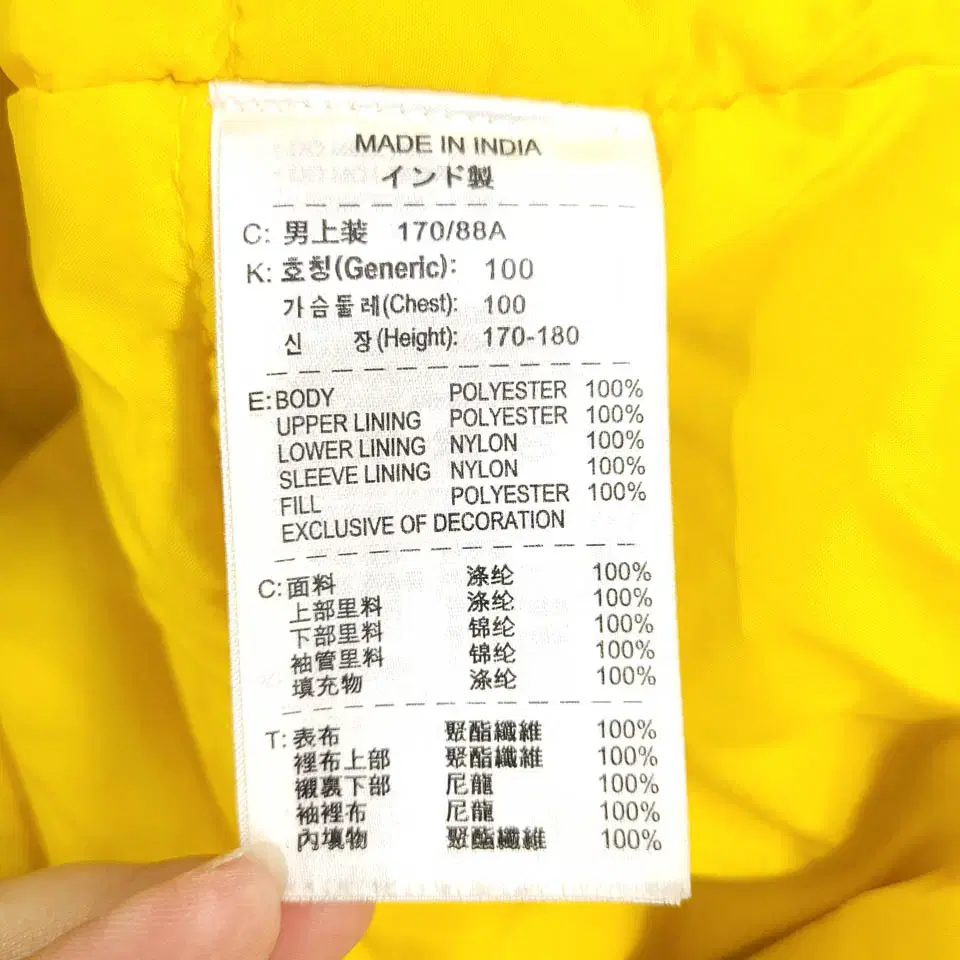 MADE IN INDIA
インド製
C: 男上装 170/88A
K: 호칭(Generic): 100
가슴둘레(Chest): 100
신 장(Height): 170-180
E: BODY POLYESTER 100%
UPPER LINING POLYESTER 100%
LOWER LINING NYLON 100%
SLEEVE LINING NYLON 100%
FILL POLYESTER 100%
EXCLUSIVE OF DECORATION
C: 面料 涤纶 100%
上部里料 涤纶 100%
下部里料 锦纶 100%
袖管里料 锦纶 100%
填充物 涤纶 100%
T: 表布 聚酯纖維 100%
裡布上部 聚酯纖維 100%
襯裏下部 尼龍 100%
袖裡布 尼龍 100%
內填物 聚酯纖維 100%